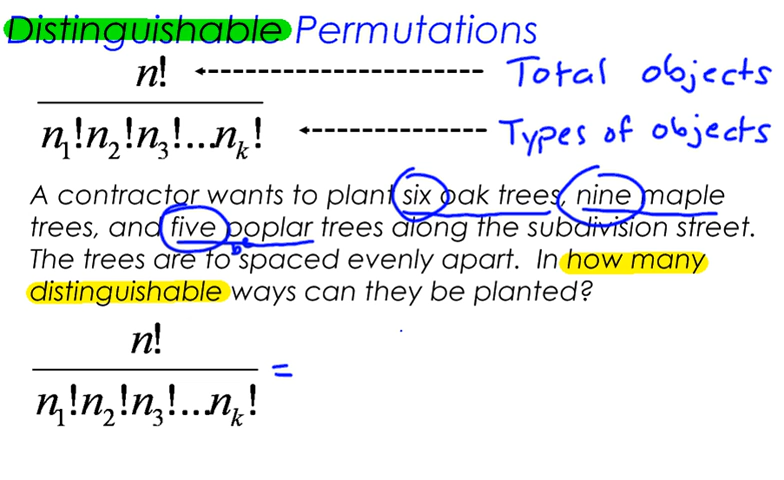 Distinguishable Permutations
n! Total objects
n₁!n₂!n₃!...nₖ! Types of objects
A contractor wants to plant six oak trees, nine maple
trees, and five poplar trees along the subdivision street.
The trees are to be spaced evenly apart. In how many
distinguishable ways can they be planted?
n!
n₁!n₂!n₃!...nₖ! =